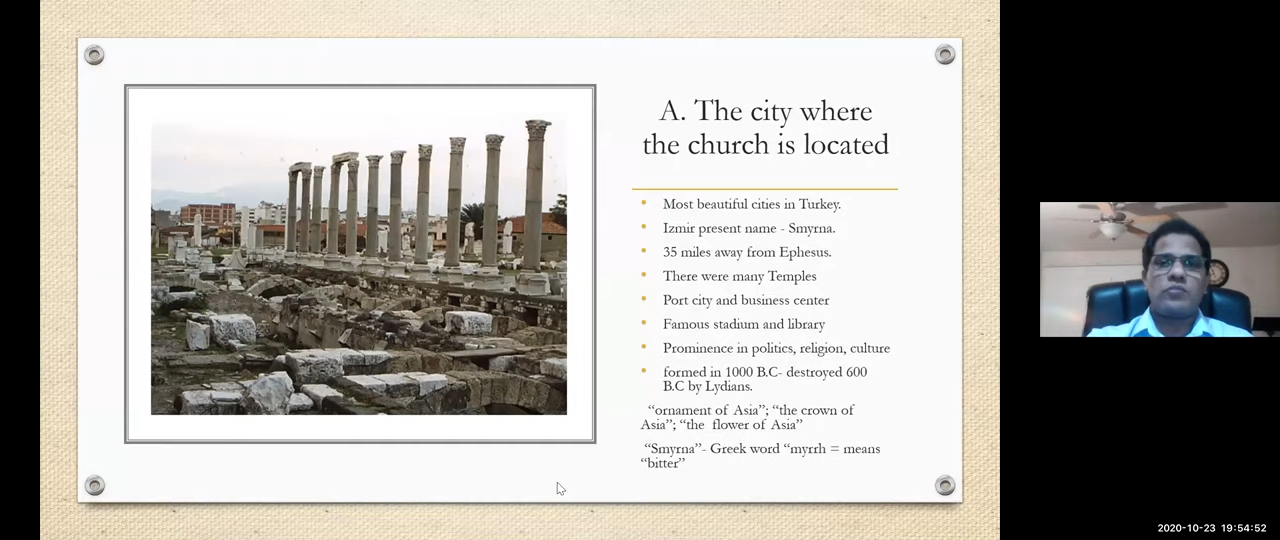 A. The city where
the church is located
Most beautiful cities in Turkey.
Izmir present name - Smyrna.
35 miles away from Ephesus.
There were many Temples
Port city and business center
Famous stadium and library
Prominence in politics, religion, culture
formed in 1000 B.C- destroyed 600
B.C by Lydians.
“ornament of Asia”; “the crown of
Asia”; “the flower of Asia”
“Smyrna”- Greek word “myrrh = means
“bitter”
2020-10-23 19:54:52